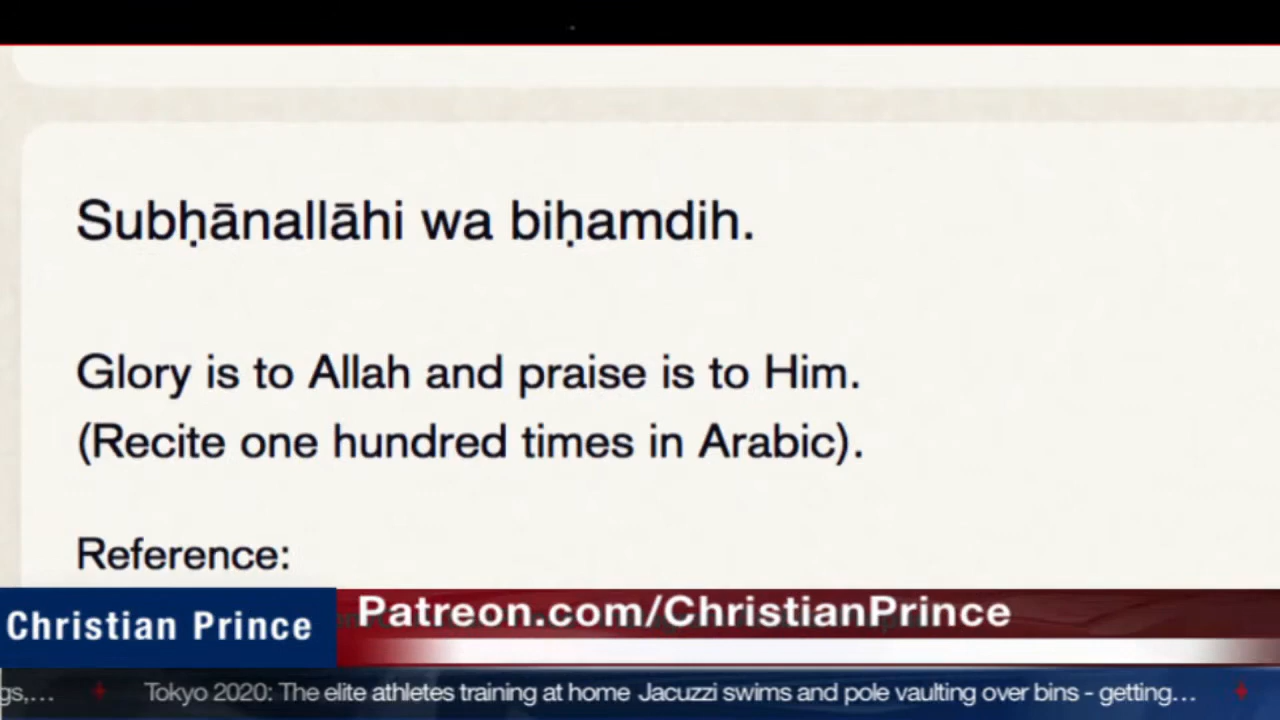 Subḥānallāhi wa biḥamdih.
Glory is to Allah and praise is to Him.
(Recite one hundred times in Arabic).
Reference:
Christian Prince
Patreon.com/ChristianPrince
gs,... Tokyo 2020: The elite athletes training at home Jacuzzi swims and pole vaulting over bins - getting...